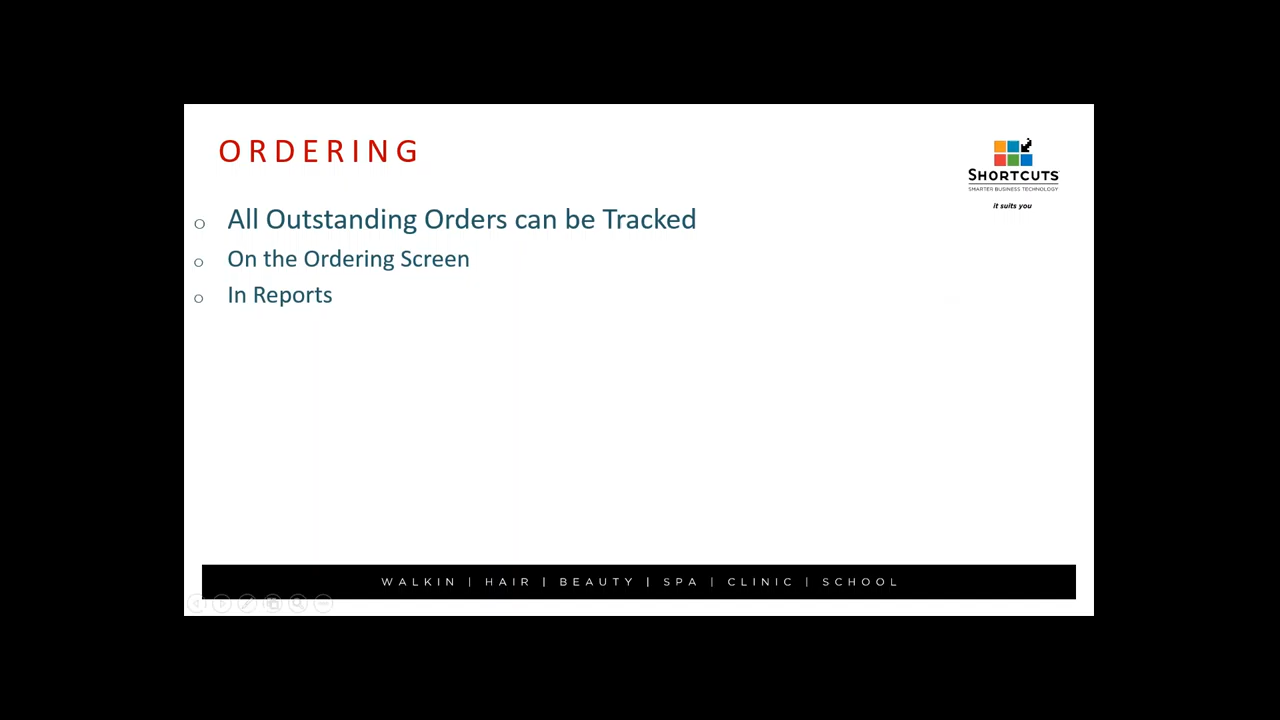 ORDERING
SHORTCUTS
SMARTER BUSINESS TECHNOLOGY
it suits you
All Outstanding Orders can be Tracked
On the Ordering Screen
In Reports
WALKIN | HAIR | BEAUTY | SPA | CLINIC | SCHOOL